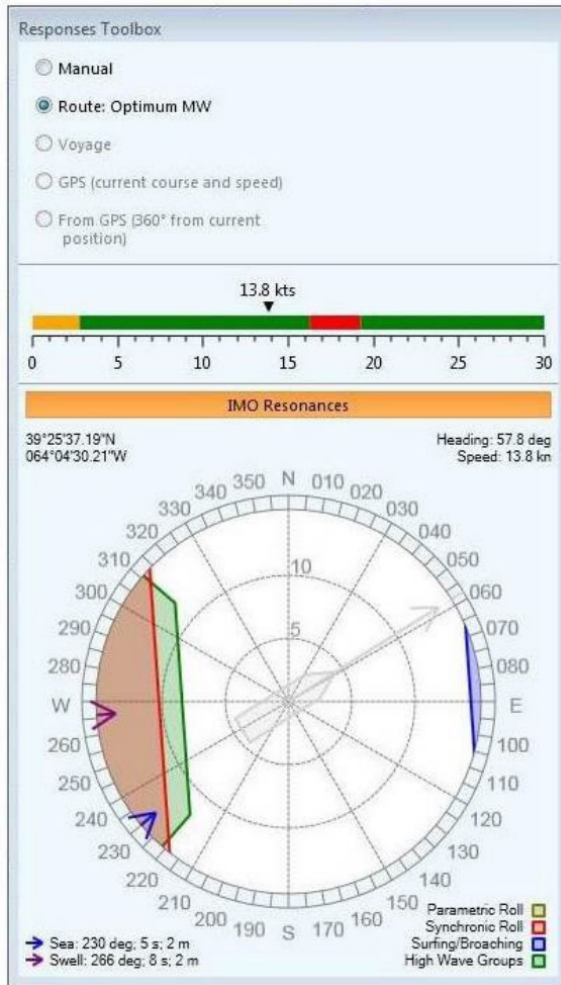 Responses Toolbox
Manual
Route: Optimum MW
Voyage
GPS (current course and speed)
From GPS (360° from current
position)
13.8 kts
0 5 10 15 20 25 30
IMO Resonances
39°25'37.19"N
064°04'30.21"W
Heading: 57.8 deg
Speed: 13.8 kn
N 010 020 030 040 050 060 070 080 E 100 110 120 130 140 150 160 170 S 190 200 210 220 230 240 250 260 W 280 290 300 310 320 330 340 350
10
5
Parametric Roll
Synchronic Roll
Surfing/Broaching
High Wave Groups
Sea: 230 deg; 5 s; 2 m
Swell: 266 deg; 8 s; 2 m